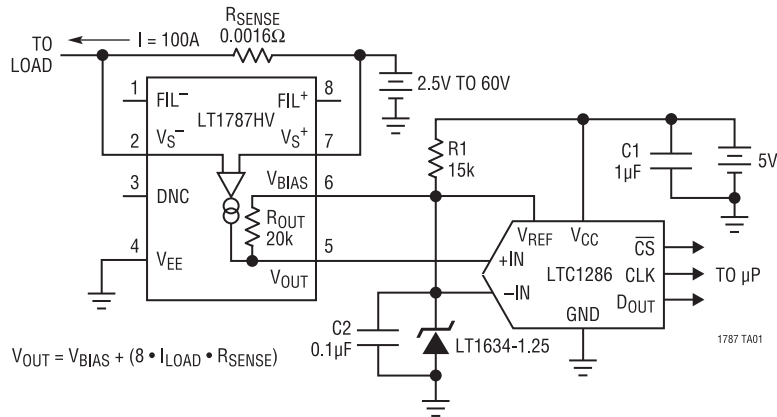 R_SENSE
0.0016Ω
I = 100A
TO
LOAD
2.5V TO 60V
1
FIL⁻
FIL⁺
8
LT1787HV
2
V_S⁻
V_S⁺
7
3
DNC
V_BIAS
6
R_OUT
20k
4
V_EE
V_OUT
5
R1
15k
C1
1µF
5V
V_REF
V_CC
+IN
–IN
LTC1286
GND
C̅S̅
CLK
D_OUT
TO µP
C2
0.1µF
LT1634-1.25
V_OUT = V_BIAS + (8 • I_LOAD • R_SENSE)
1787 TA01